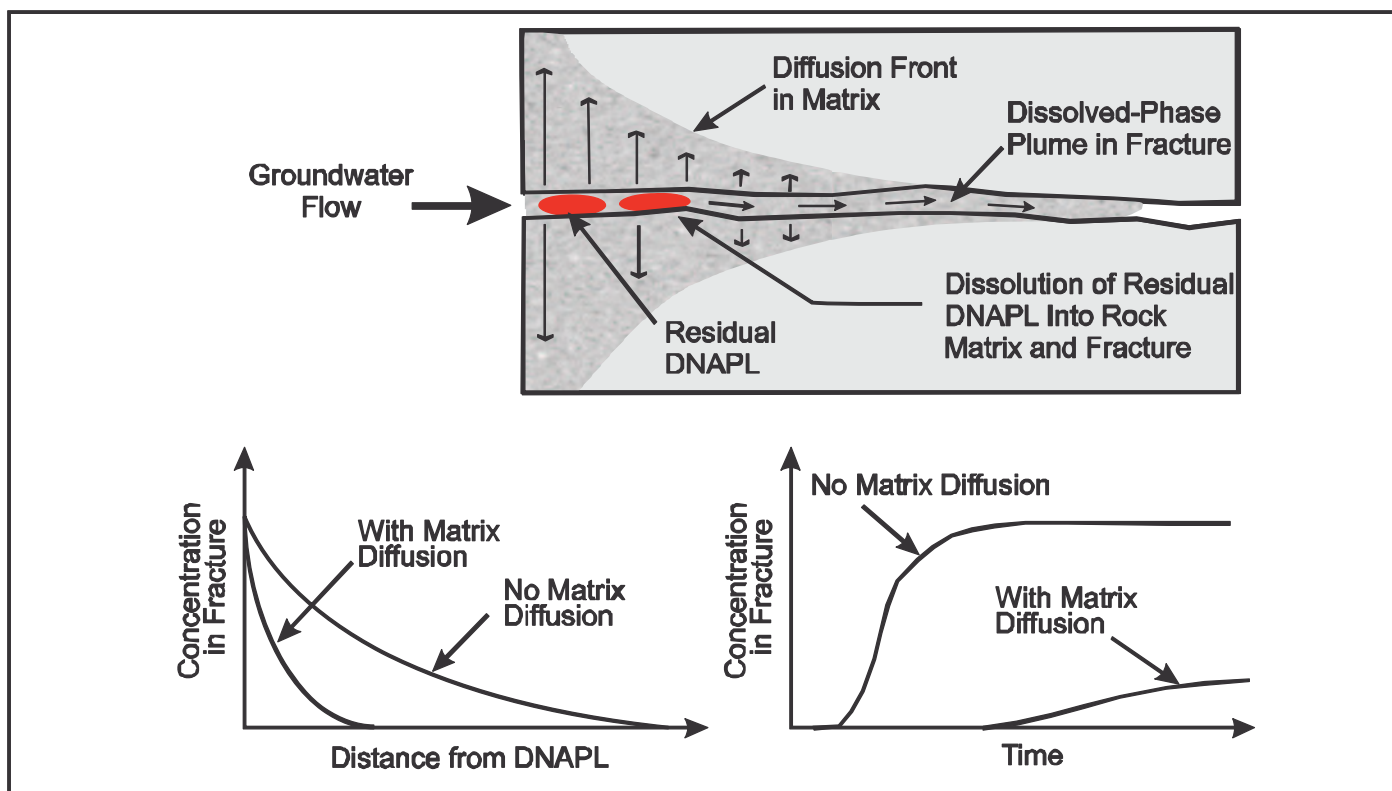 Diffusion Front
in Matrix
Dissolved-Phase
Plume in Fracture
Groundwater
Flow
Residual
DNAPL
Dissolution of Residual
DNAPL Into Rock
Matrix and Fracture
Concentration
in Fracture
With Matrix
Diffusion
No Matrix
Diffusion
Distance from DNAPL
Concentration
in Fracture
No Matrix Diffusion
With Matrix
Diffusion
Time